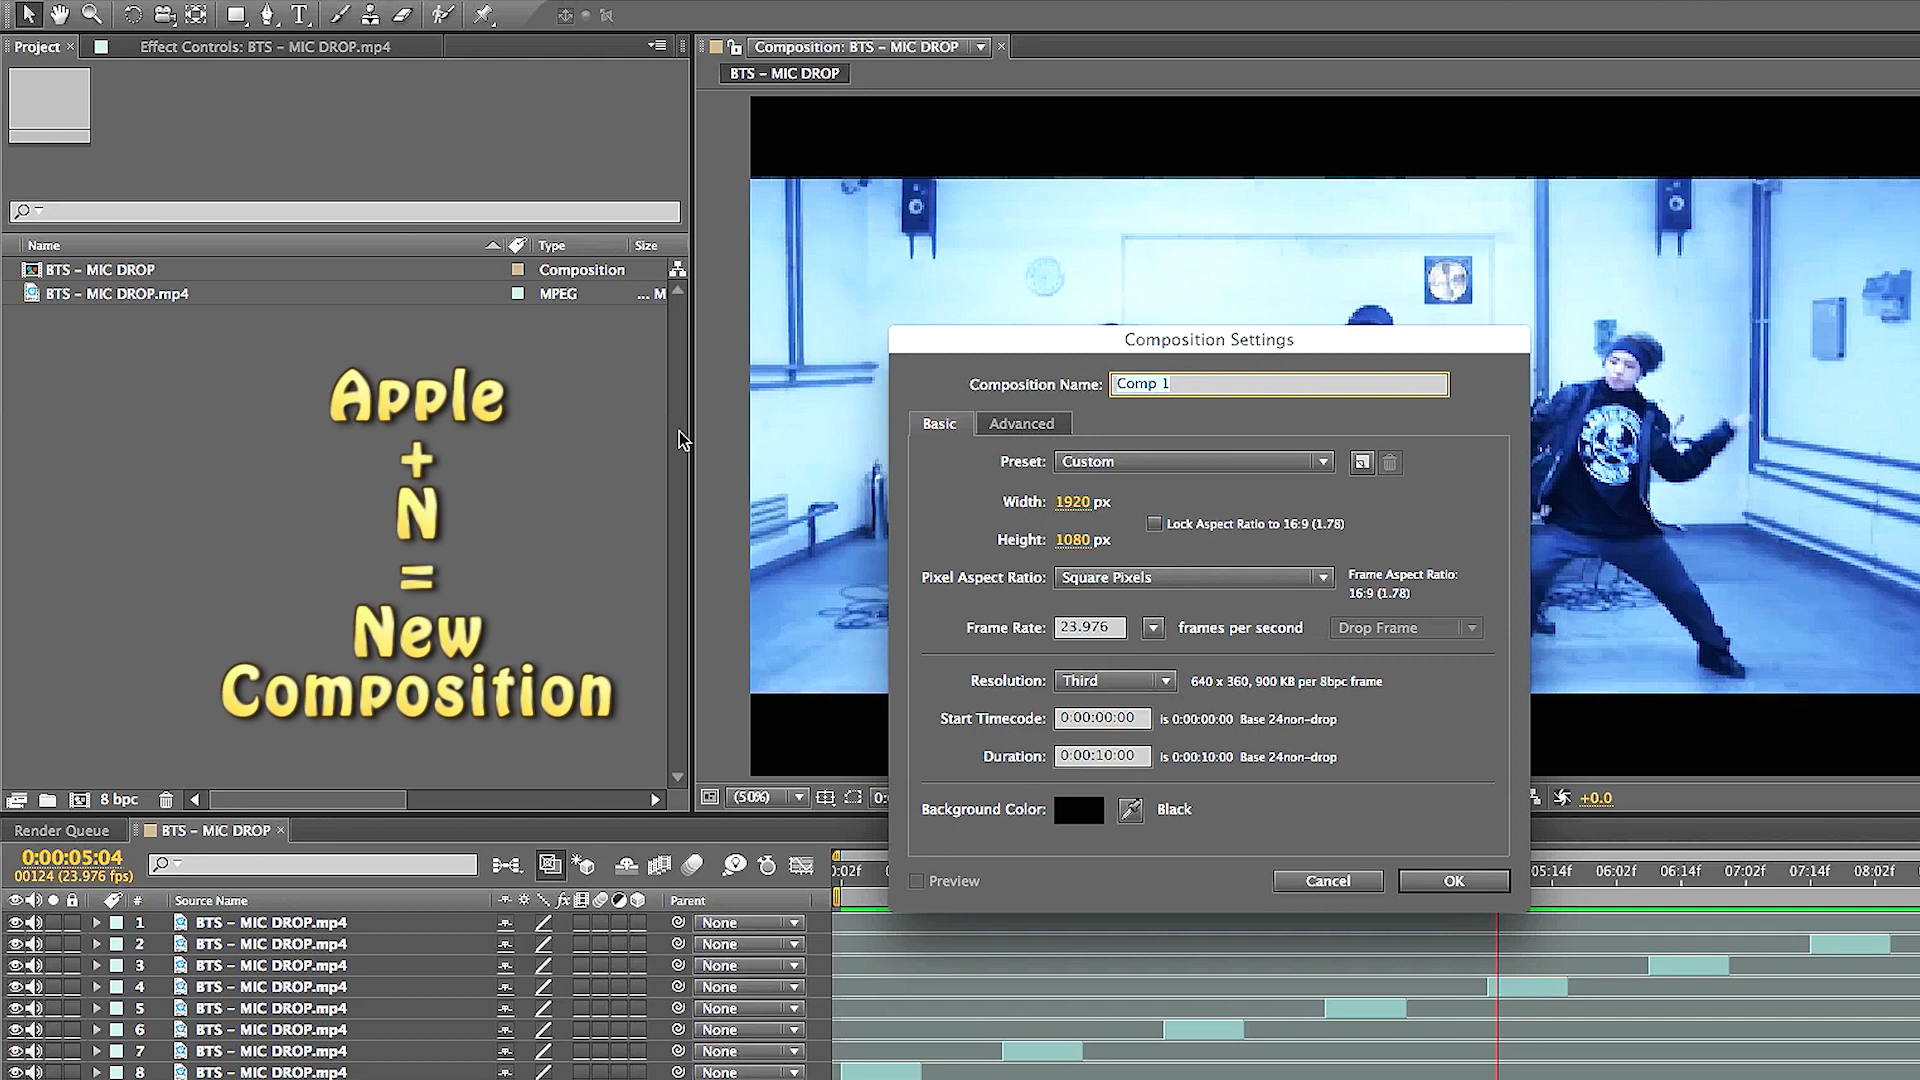 Project ×
Effect Controls: BTS – MIC DROP.mp4
Composition: BTS – MIC DROP
BTS – MIC DROP
Name Type Size
BTS – MIC DROP Composition
BTS – MIC DROP.mp4 MPEG ... M
Apple
+
N
=
New
Composition
Composition Settings
Composition Name: Comp 1
Basic Advanced
Preset: Custom
Width: 1920 px
Lock Aspect Ratio to 16:9 (1.78)
Height: 1080 px
Pixel Aspect Ratio: Square Pixels
Frame Aspect Ratio:
16:9 (1.78)
Frame Rate: 23.976 frames per second Drop Frame
Resolution: Third 640 x 360, 900 KB per 8bpc frame
Start Timecode: 0:00:00:00 is 0:00:00:00 Base 24non-drop
Duration: 0:00:10:00 is 0:00:10:00 Base 24non-drop
Background Color: Black
Preview Cancel OK
8 bpc
(50%)
+0.0
Render Queue BTS – MIC DROP ×
0:00:05:04
00124 (23.976 fps)
0:02f 05:14f 06:02f 06:14f 07:02f 07:14f 08:02f
# Source Name fx Parent
1 BTS – MIC DROP.mp4 None
2 BTS – MIC DROP.mp4 None
3 BTS – MIC DROP.mp4 None
4 BTS – MIC DROP.mp4 None
5 BTS – MIC DROP.mp4 None
6 BTS – MIC DROP.mp4 None
7 BTS – MIC DROP.mp4 None
8 BTS – MIC DROP.mp4 None